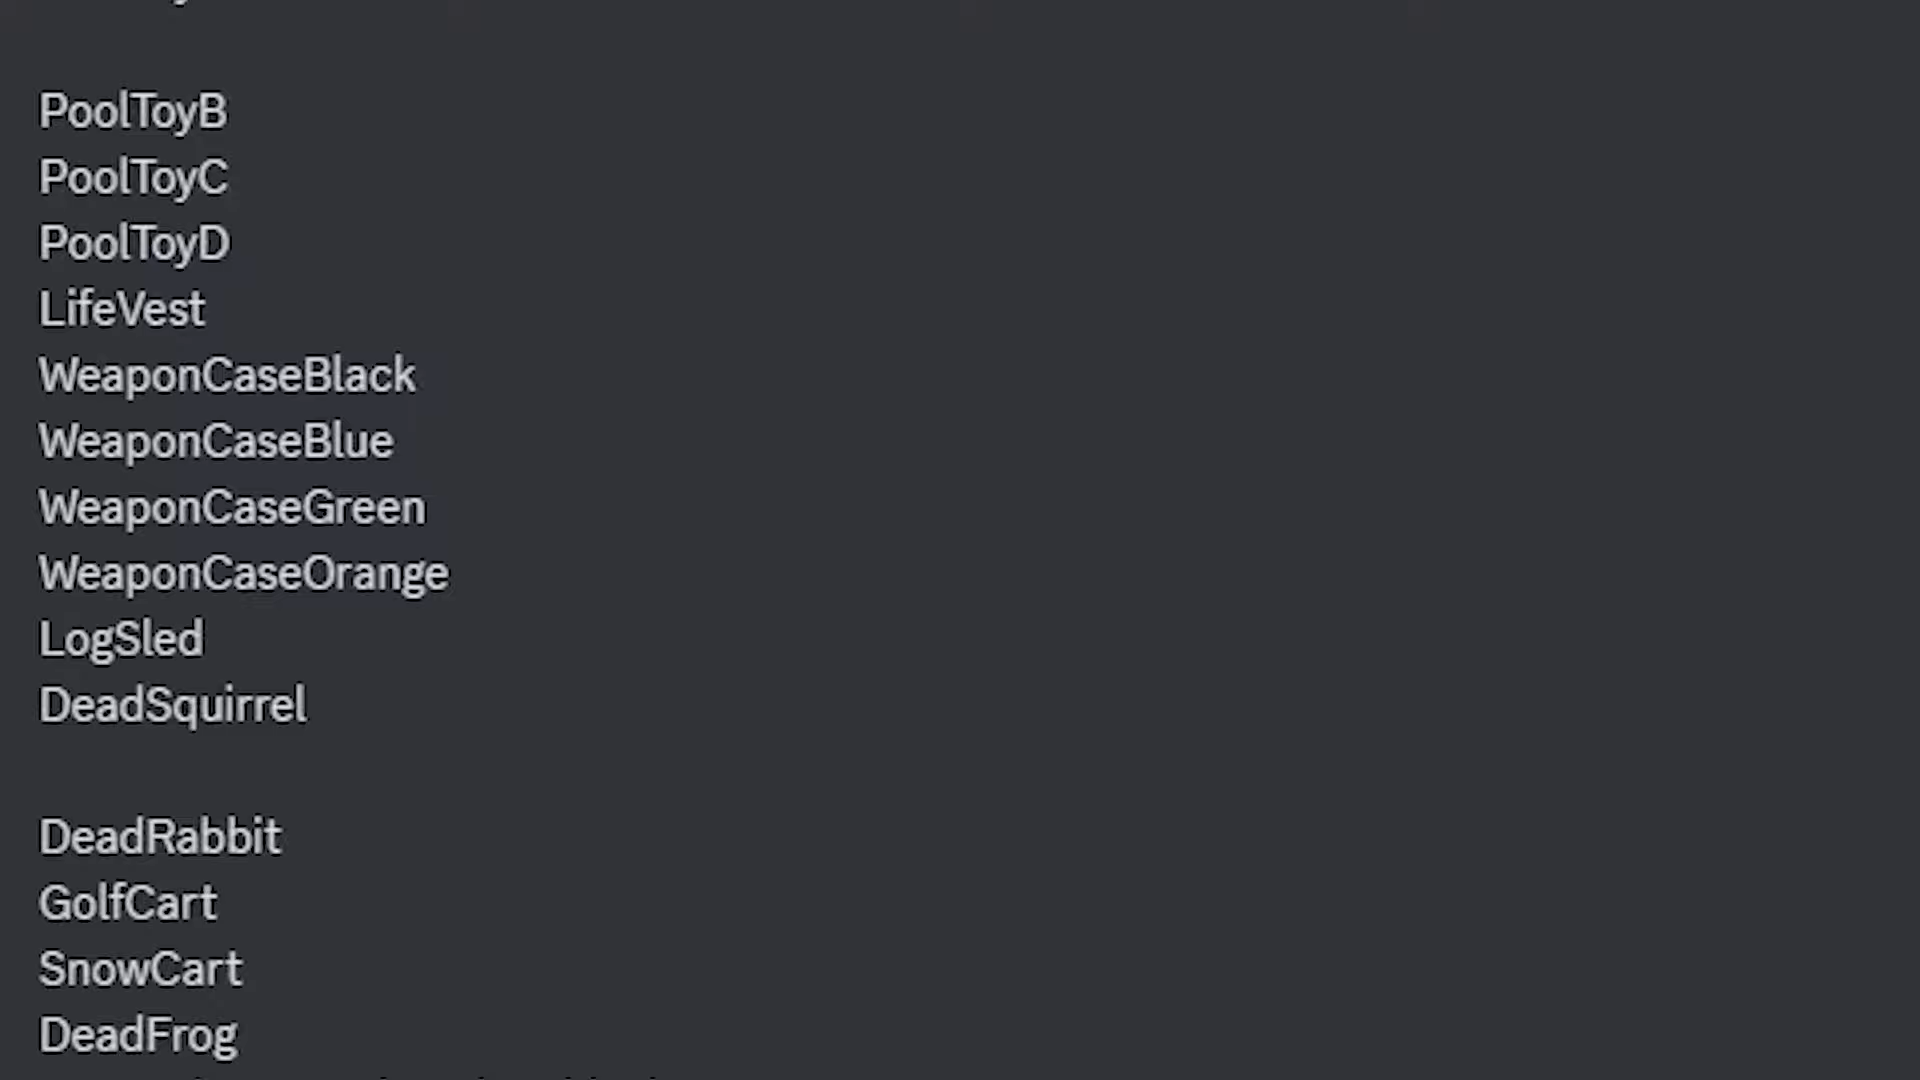 PoolToyB
PoolToyC
PoolToyD
LifeVest
WeaponCaseBlack
WeaponCaseBlue
WeaponCaseGreen
WeaponCaseOrange
LogSled
DeadSquirrel
DeadRabbit
GolfCart
SnowCart
DeadFrog